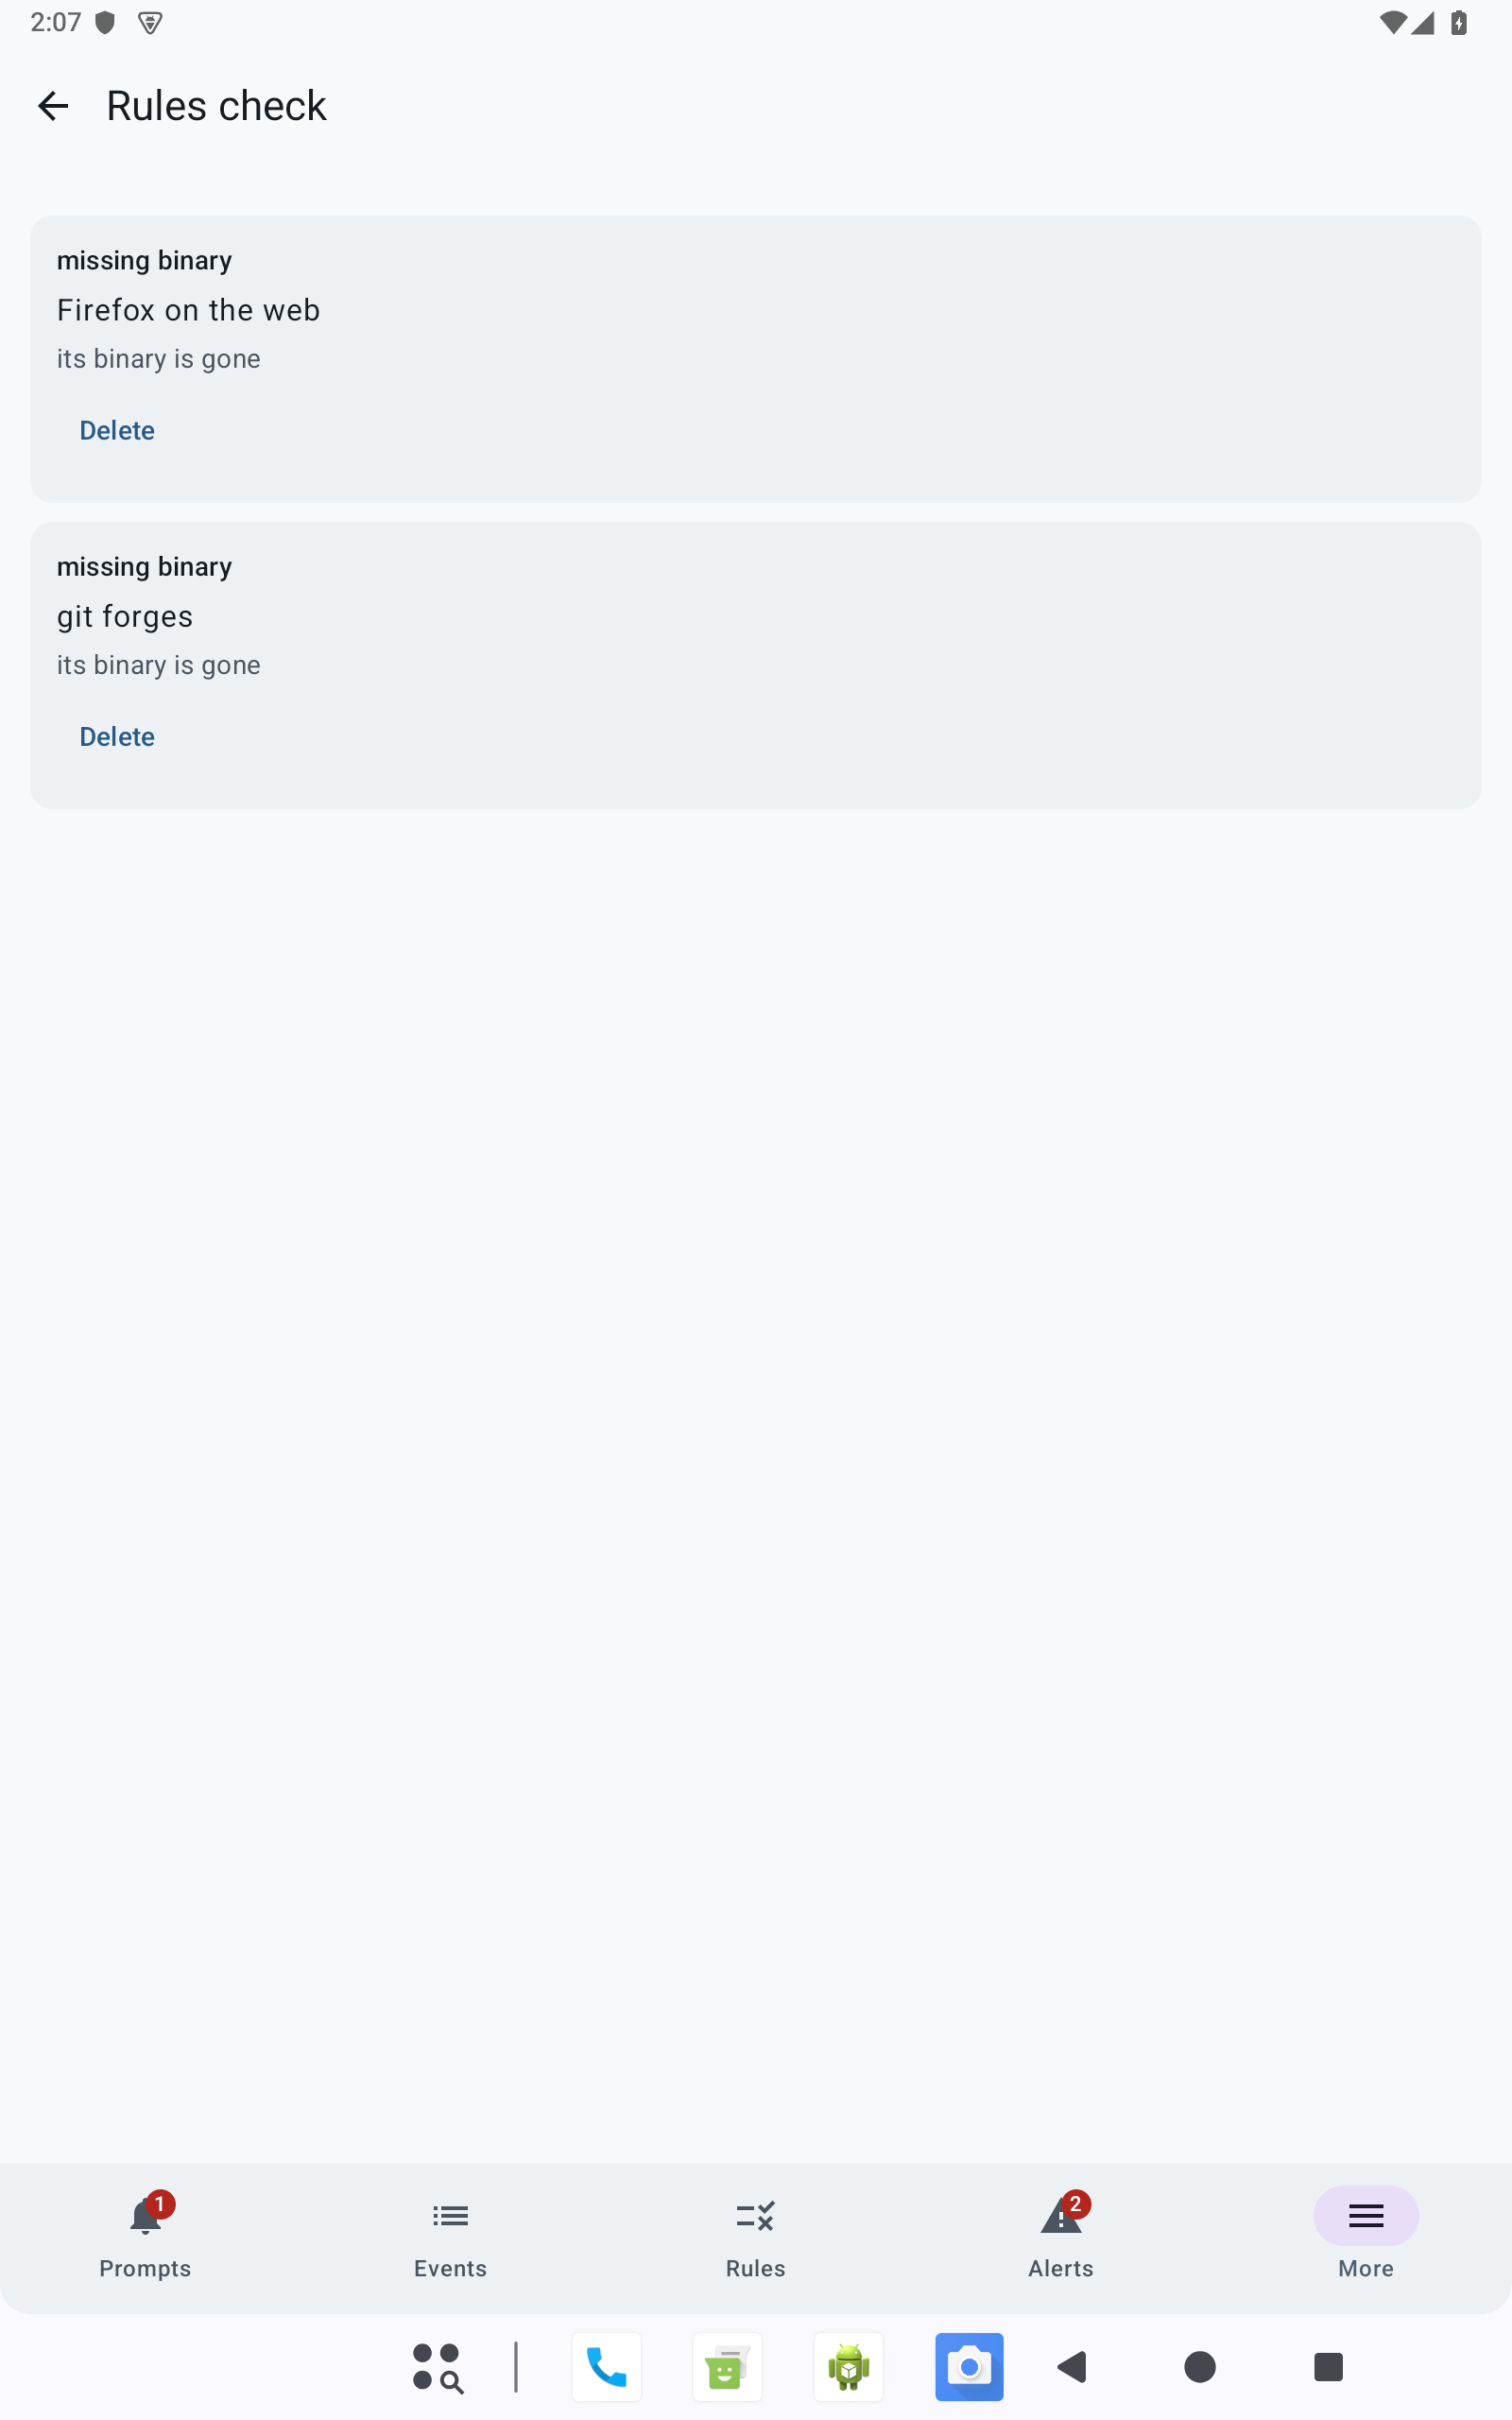 2:07
Rules check
missing binary
Firefox on the web
its binary is gone
Delete
missing binary
git forges
its binary is gone
Delete
1
2
Prompts
Events
Rules
Alerts
More